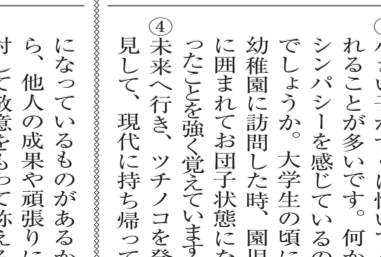 れることが多いです。何か
シンパシーを感じているの
でしょうか。大学生の頃に
幼稚園に訪問した時、園児
に囲まれてお団子状態にな
ったことを強く覚えています
④未来へ行き、ツチノコを発
見して、現代に持ち帰って
になっているものがあるか
ら、他人の成果や頑張りに
対して敬意をもって称える